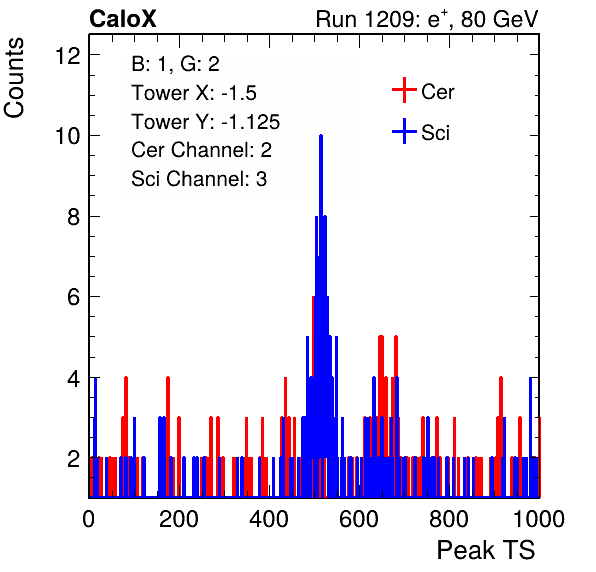 CaloX Run 1209: e⁺, 80 GeV
Counts
B: 1, G: 2
Tower X: -1.5
Tower Y: -1.125
Cer Channel: 2
Sci Channel: 3
Cer
Sci
12
10
8
6
4
2
0 200 400 600 800 1000
Peak TS